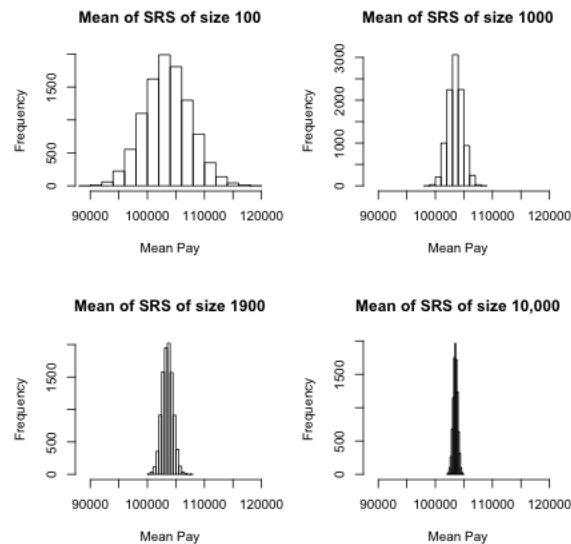 Mean of SRS of size 100
Frequency
0 500 1500
90000 100000 110000 120000
Mean Pay
Mean of SRS of size 1000
Frequency
0 1000 2000 3000
90000 100000 110000 120000
Mean Pay
Mean of SRS of size 1900
Frequency
0 500 1500
90000 100000 110000 120000
Mean Pay
Mean of SRS of size 10,000
Frequency
0 500 1500
90000 100000 110000 120000
Mean Pay